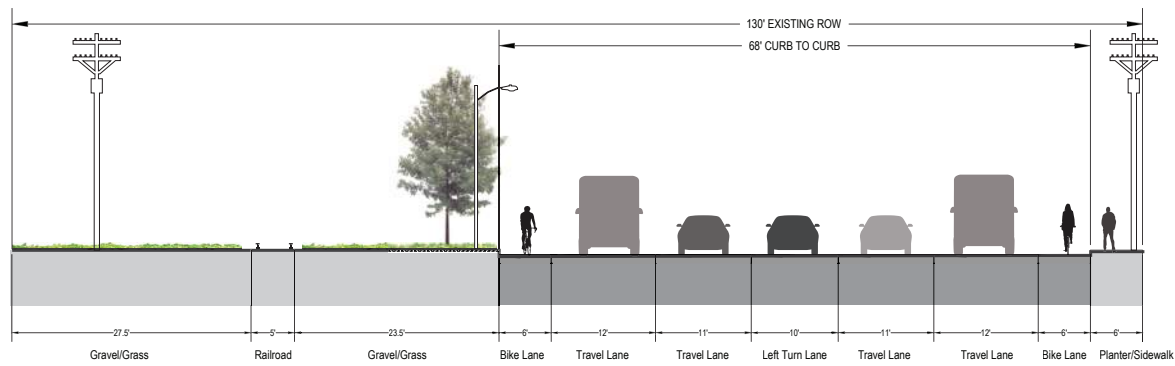 130' EXISTING ROW
68' CURB TO CURB
27.5' 5' 23.5' 6' 12' 11' 10' 11' 12' 6' 6'
Gravel/Grass Railroad Gravel/Grass Bike Lane Travel Lane Travel Lane Left Turn Lane Travel Lane Travel Lane Bike Lane Planter/Sidewalk